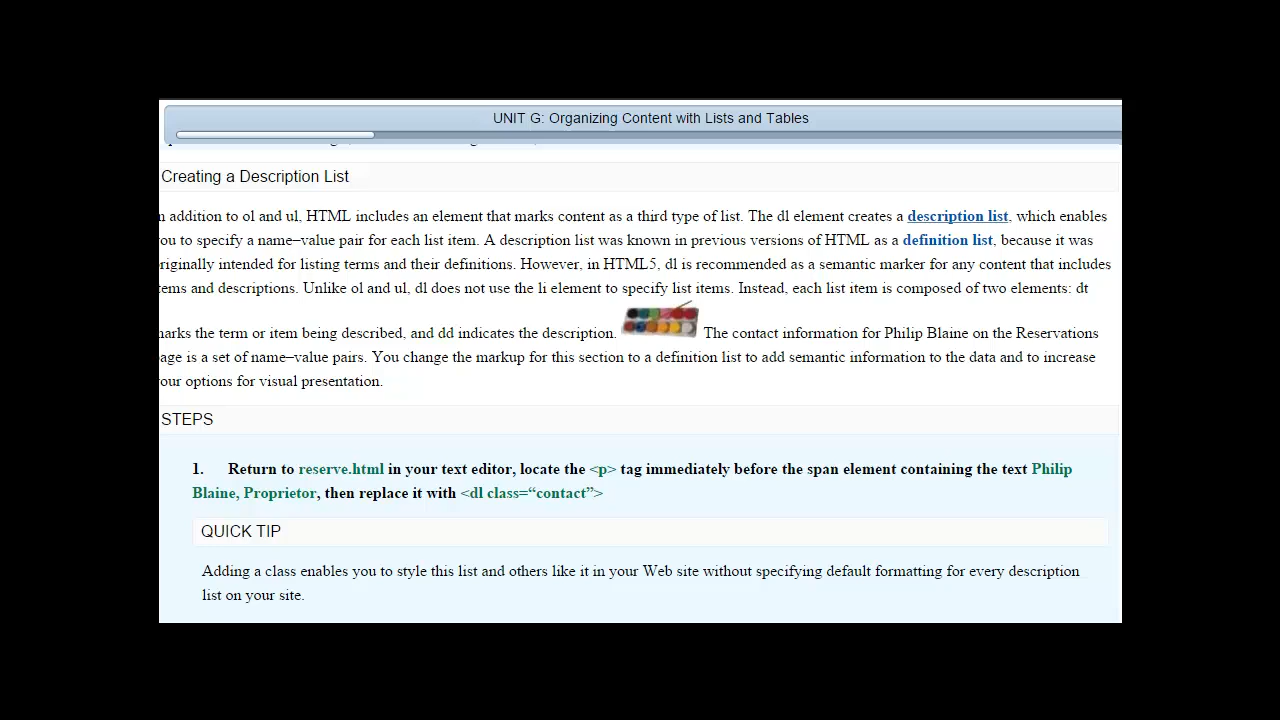 UNIT G: Organizing Content with Lists and Tables
Creating a Description List
n addition to ol and ul, HTML includes an element that marks content as a third type of list. The dl element creates a description list, which enables
ou to specify a name–value pair for each list item. A description list was known in previous versions of HTML as a definition list, because it was
riginally intended for listing terms and their definitions. However, in HTML5, dl is recommended as a semantic marker for any content that includes
tems and descriptions. Unlike ol and ul, dl does not use the li element to specify list items. Instead, each list item is composed of two elements: dt
marks the term or item being described, and dd indicates the description. The contact information for Philip Blaine on the Reservations
age is a set of name–value pairs. You change the markup for this section to a definition list to add semantic information to the data and to increase
our options for visual presentation.
STEPS
1. Return to reserve.html in your text editor, locate the <p> tag immediately before the span element containing the text Philip
Blaine, Proprietor, then replace it with <dl class=“contact”>
QUICK TIP
Adding a class enables you to style this list and others like it in your Web site without specifying default formatting for every description
list on your site.